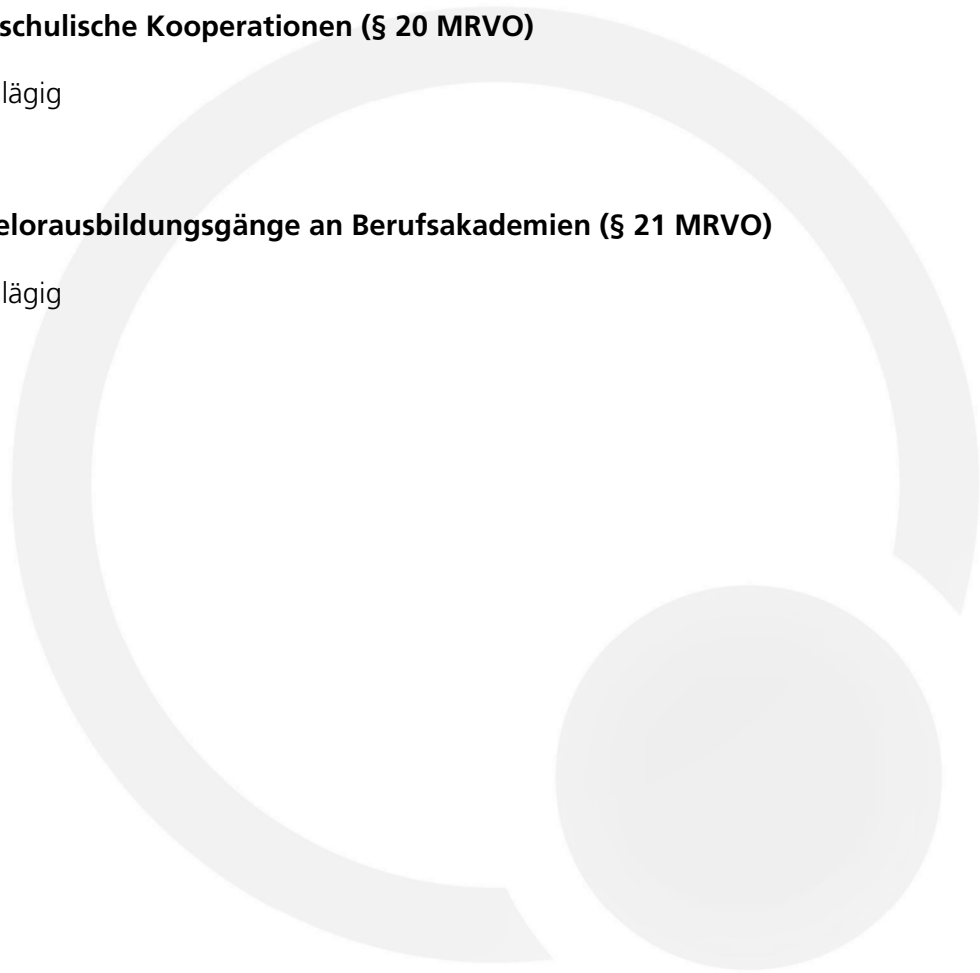 schulische Kooperationen (§ 20 MRVO)
lägig
elorausbildungsgänge an Berufsakademien (§ 21 MRVO)
lägig